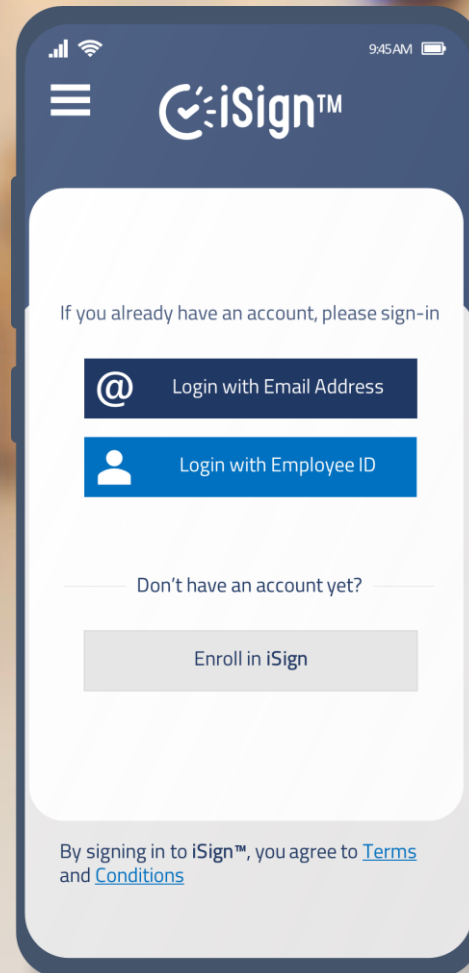 9:45 AM
iSign™
If you already have an account, please sign-in
@ Login with Email Address
Login with Employee ID
Don't have an account yet?
Enroll in iSign
By signing in to iSign™, you agree to Terms
and Conditions